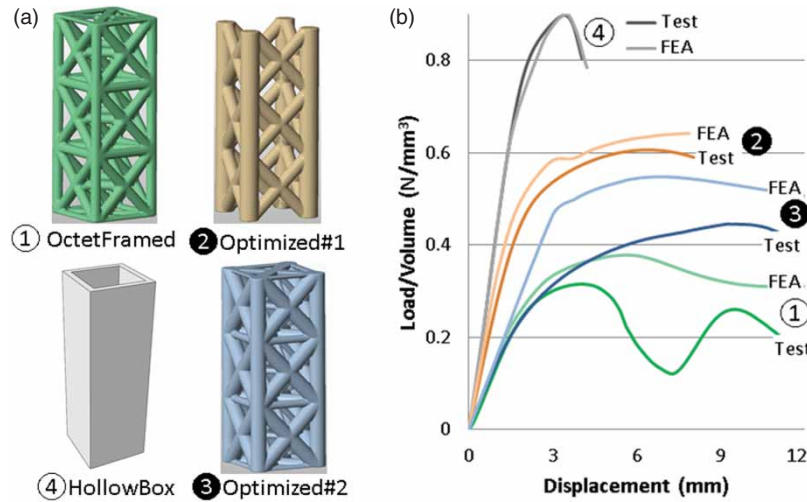 (a)
① OctetFramed
❷ Optimized#1
④ HollowBox
❸ Optimized#2
(b)
Load/Volume (N/mm³)
0.8
0.6
0.4
0.2
0
0 3 6 9 12
Displacement (mm)
④
Test
FEA
FEA
❷
Test
FEA
❸
Test
FEA
①
Test